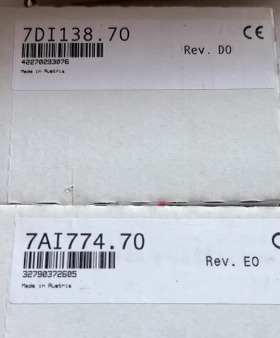 7DI138.70
Rev. D0
CE
42270293076
Made in Austria
7AI774.70
Rev. E0
32790372605
Made in Austria